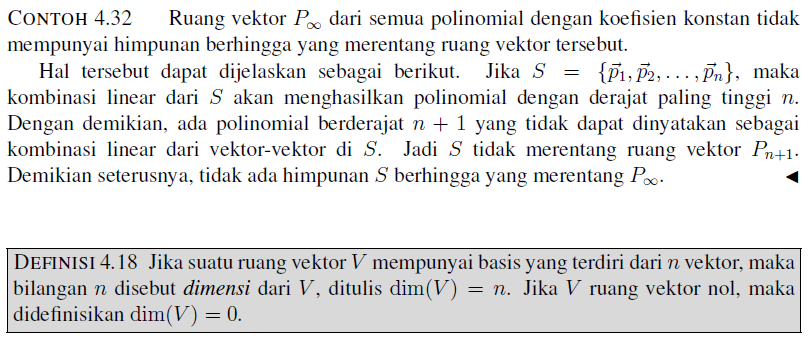 CONTOH 4.32 Ruang vektor P∞ dari semua polinomial dengan koefisien konstan tidak
mempunyai himpunan berhingga yang merentang ruang vektor tersebut.
Hal tersebut dapat dijelaskan sebagai berikut. Jika S = {p⃗₁, p⃗₂, . . . , p⃗ₙ}, maka
kombinasi linear dari S akan menghasilkan polinomial dengan derajat paling tinggi n.
Dengan demikian, ada polinomial berderajat n + 1 yang tidak dapat dinyatakan sebagai
kombinasi linear dari vektor-vektor di S. Jadi S tidak merentang ruang vektor Pₙ₊₁.
Demikian seterusnya, tidak ada himpunan S berhingga yang merentang P∞. ◄
DEFINISI 4.18 Jika suatu ruang vektor V mempunyai basis yang terdiri dari n vektor, maka
bilangan n disebut dimensi dari V, ditulis dim(V) = n. Jika V ruang vektor nol, maka
didefinisikan dim(V) = 0.